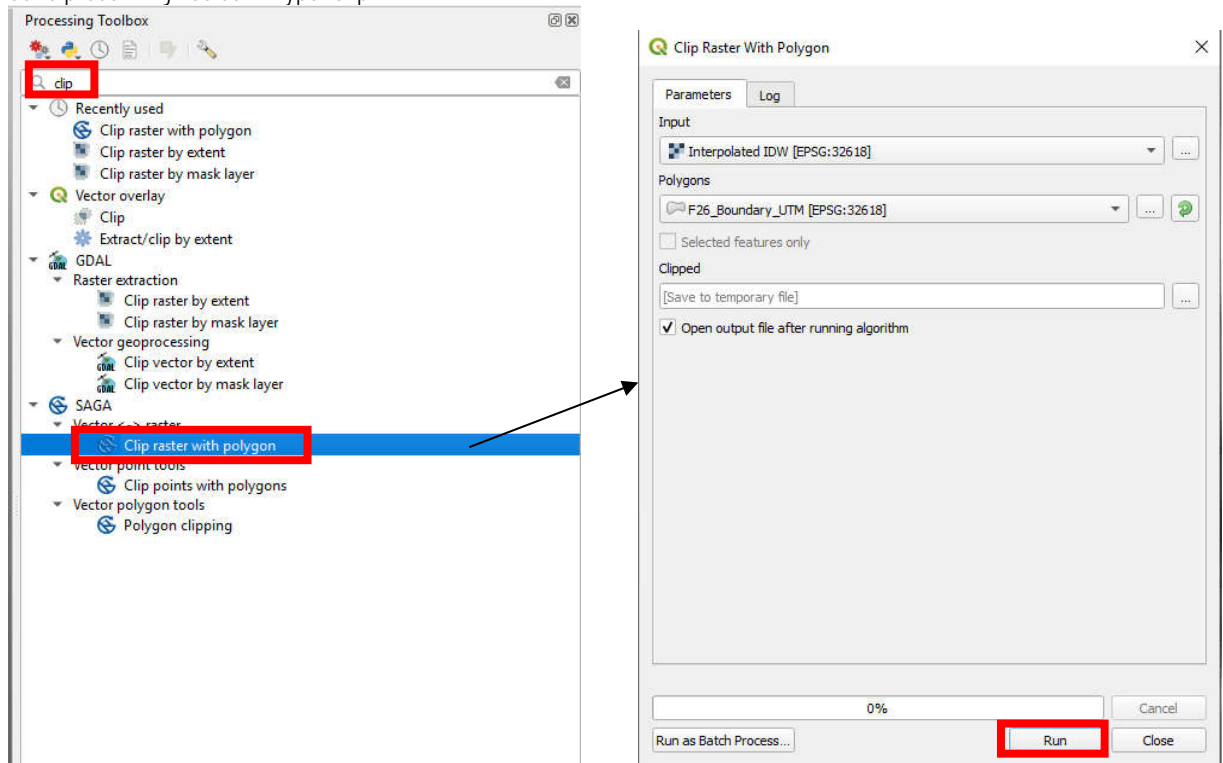 Processing Toolbox
clip
Recently used
Clip raster with polygon
Clip raster by extent
Clip raster by mask layer
Vector overlay
Clip
Extract/clip by extent
GDAL
Raster extraction
Clip raster by extent
Clip raster by mask layer
Vector geoprocessing
Clip vector by extent
Clip vector by mask layer
SAGA
Vector <-> raster
Clip raster with polygon
Vector point tools
Clip points with polygons
Vector polygon tools
Polygon clipping
Clip Raster With Polygon
Parameters Log
Input
Interpolated IDW [EPSG:32618]
...
Polygons
F26_Boundary_UTM [EPSG:32618]
...
Selected features only
Clipped
[Save to temporary file]
...
Open output file after running algorithm
0%
Cancel
Run as Batch Process...
Run
Close